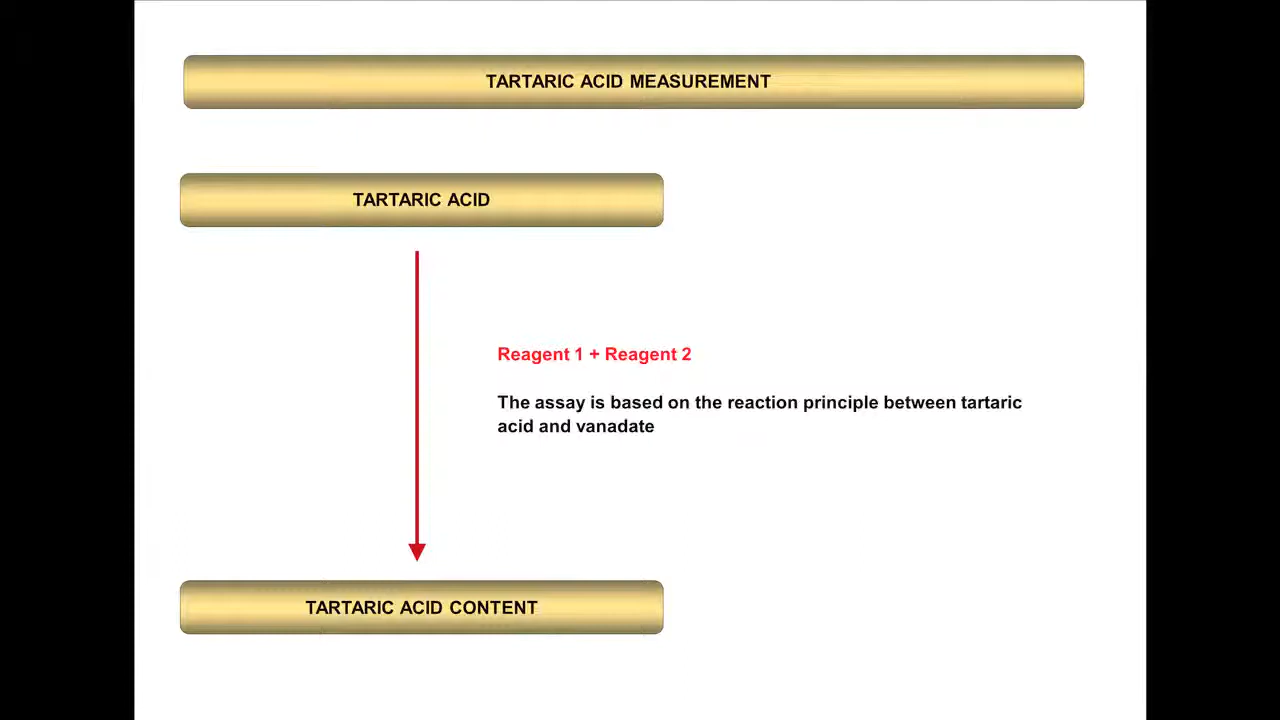 TARTARIC ACID MEASUREMENT
TARTARIC ACID
Reagent 1 + Reagent 2
The assay is based on the reaction principle between tartaric
acid and vanadate
TARTARIC ACID CONTENT